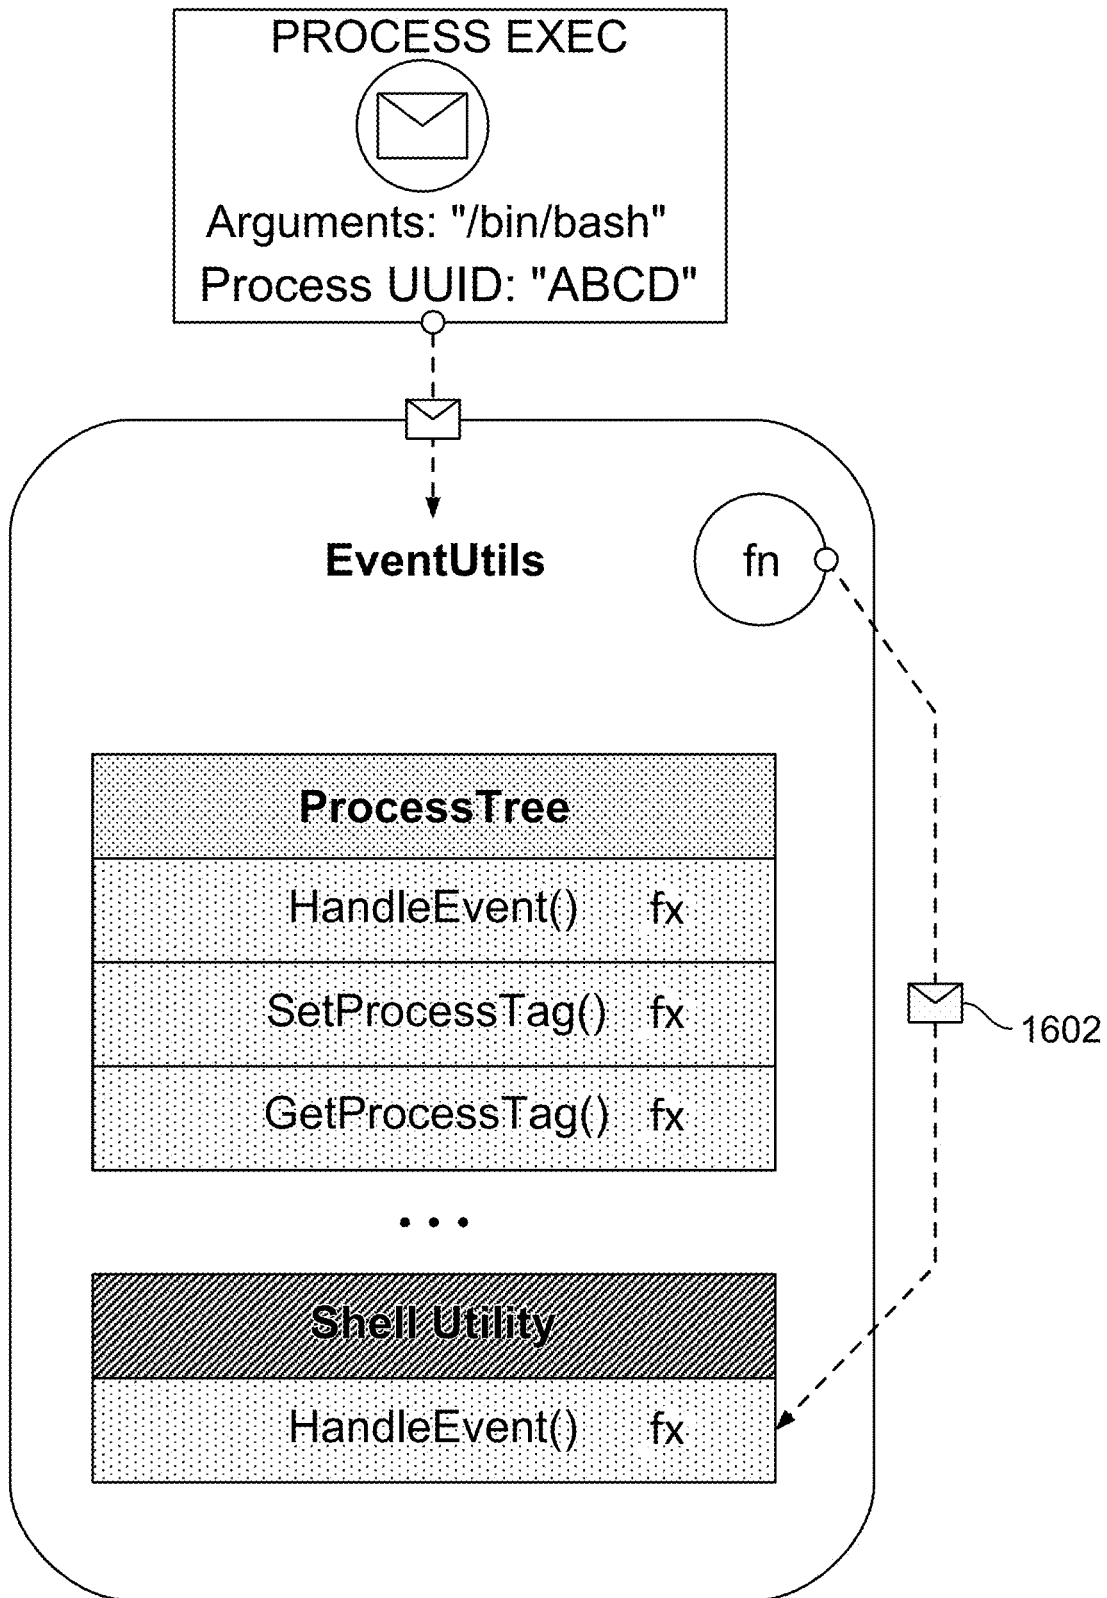 PROCESS EXEC
Arguments: "/bin/bash"
Process UUID: "ABCD"
EventUtils
fn
ProcessTree
HandleEvent() fx
SetProcessTag() fx
1602
GetProcessTag() fx
...
Shell Utility
HandleEvent() fx